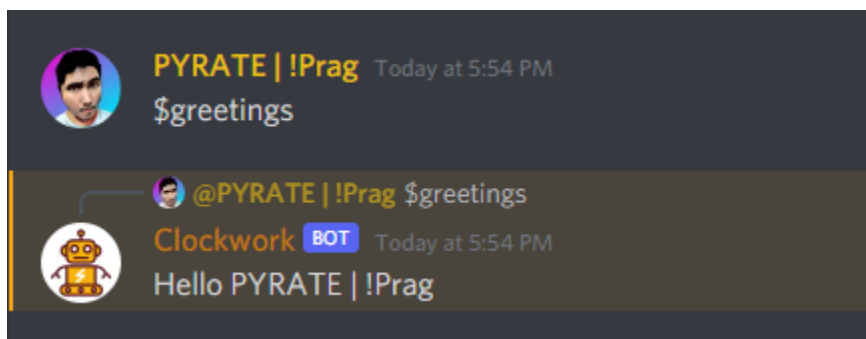 PYRATE | !Prag Today at 5:54 PM
$greetings
@PYRATE | !Prag $greetings
Clockwork BOT Today at 5:54 PM
Hello PYRATE | !Prag